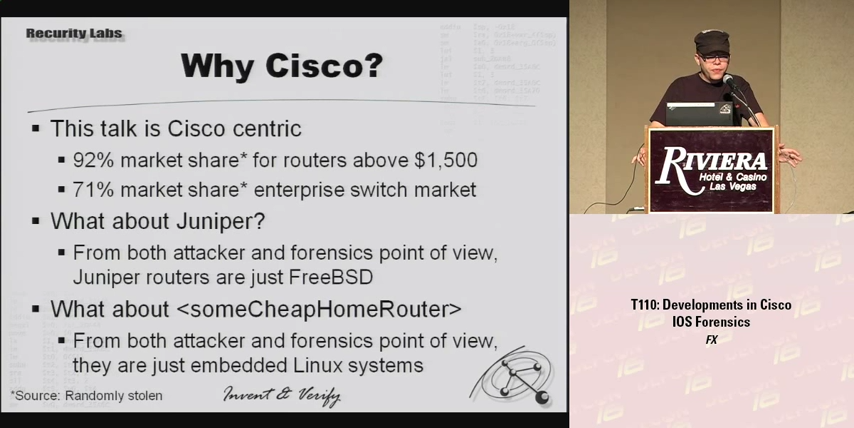 Recurity Labs
Why Cisco?
This talk is Cisco centric
92% market share* for routers above $1,500
71% market share* enterprise switch market
What about Juniper?
From both attacker and forensics point of view,
Juniper routers are just FreeBSD
What about <someCheapHomeRouter>
From both attacker and forensics point of view,
they are just embedded Linux systems
*Source: Randomly stolen
Invent & Verify
RIVIERA
Hotel & Casino
Las Vegas
T110: Developments in Cisco
IOS Forensics
FX